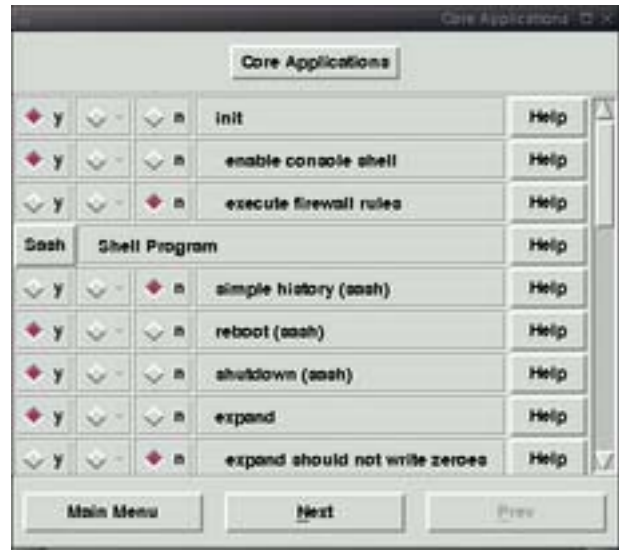 Core Applications
Core Applications
y - n init Help
y - n enable console shell Help
y - n execute firewall rules Help
Sash Shell Program Help
y - n simple history (sash) Help
y - n reboot (sash) Help
y - n shutdown (sash) Help
y - n expand Help
y - n expand should not write zeroes Help
Main Menu Next Prev